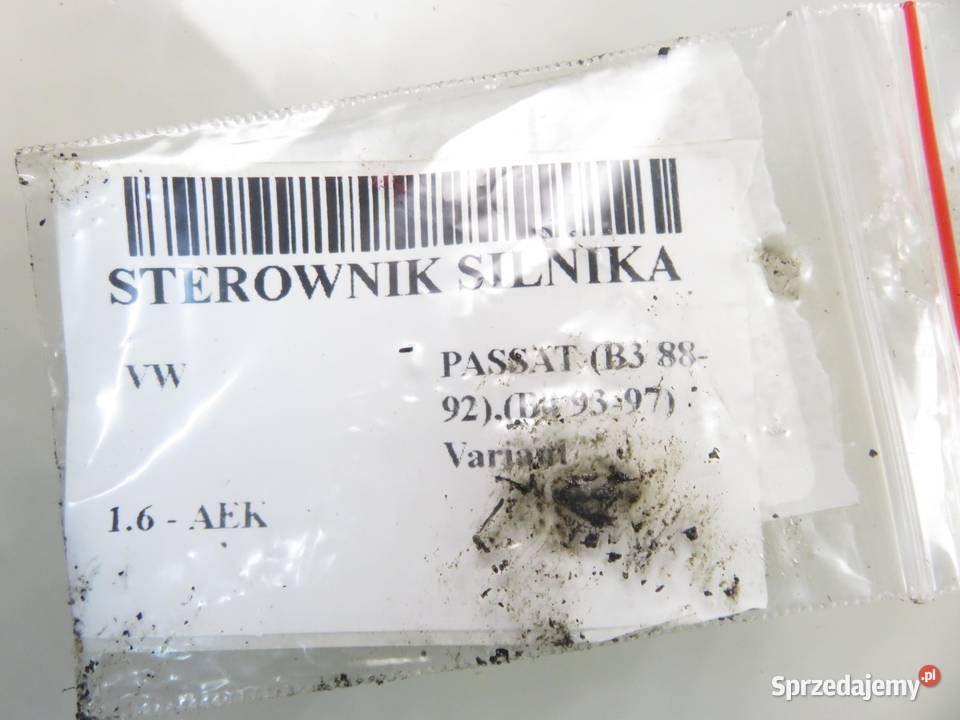 STEROWNIK SILNIKA
VW
PASSAT (B3 88-
92),(B4 93-97)
Variant
1.6 - AEK
Sprzedajemy.pl